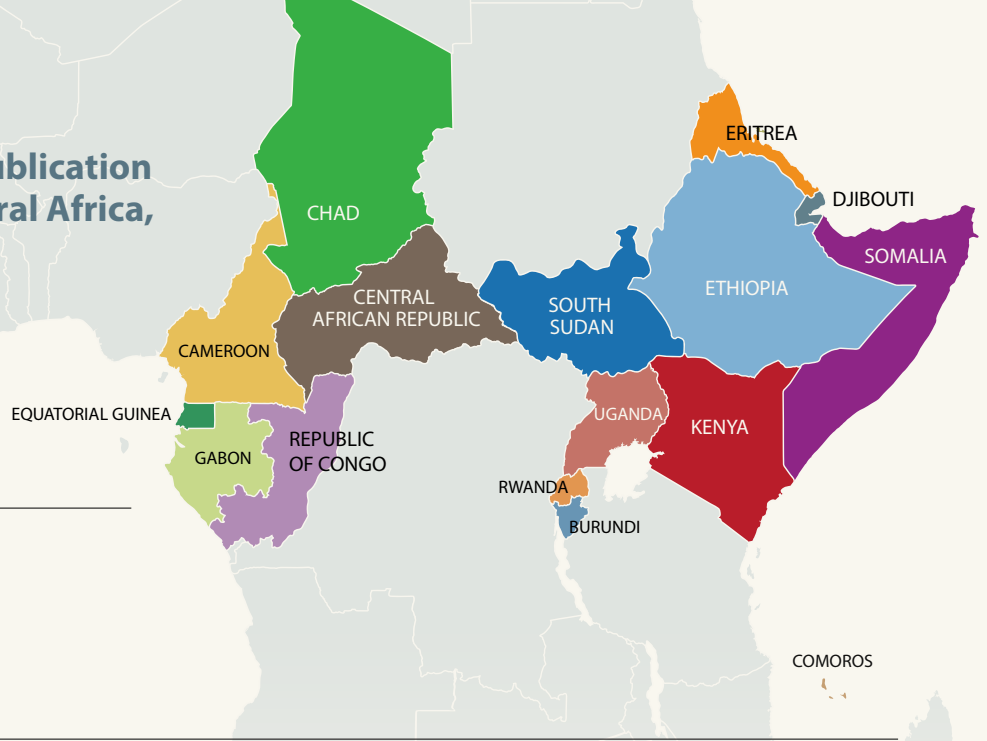 ublication
ral Africa,
ERITREA
DJIBOUTI
CHAD
SOMALIA
ETHIOPIA
CENTRAL
AFRICAN REPUBLIC
SOUTH
SUDAN
CAMEROON
EQUATORIAL GUINEA
UGANDA
KENYA
REPUBLIC
OF CONGO
GABON
RWANDA
BURUNDI
COMOROS